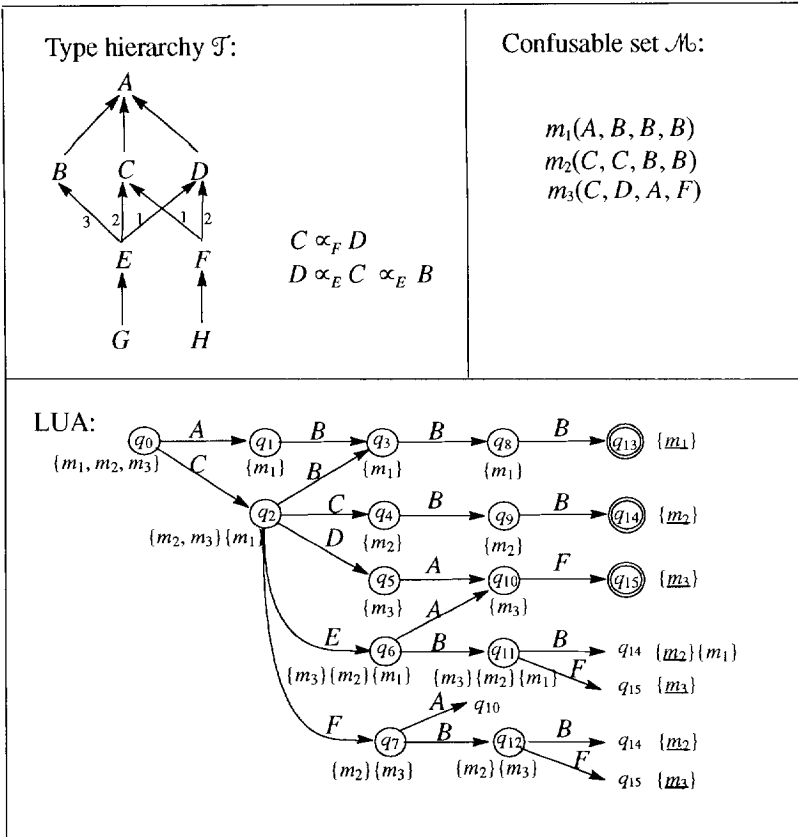 Type hierarchy 𝒯:
A
B C D
3 2 1 1 2
E F
G H
C ∝F D
D ∝E C ∝E B
Confusable set ℳ:
m1(A, B, B, B)
m2(C, C, B, B)
m3(C, D, A, F)
LUA:
q0 A q1 B q3 B q8 B q13 {m1}
{m1, m2, m3} {m1} {m1} {m1}
C B
q2 C q4 B q9 B q14 {m2}
{m2, m3}{m1} {m2} {m2}
D
q5 A q10 F q15 {m3}
{m3} {m3}
A
E q6 B q11 B q14 {m2}{m1}
{m3}{m2}{m1} {m3}{m2}{m1}
F q15 {m3}
A q10
F q7 B q12 B q14 {m2}
{m2}{m3} {m2}{m3}
F q15 {m3}